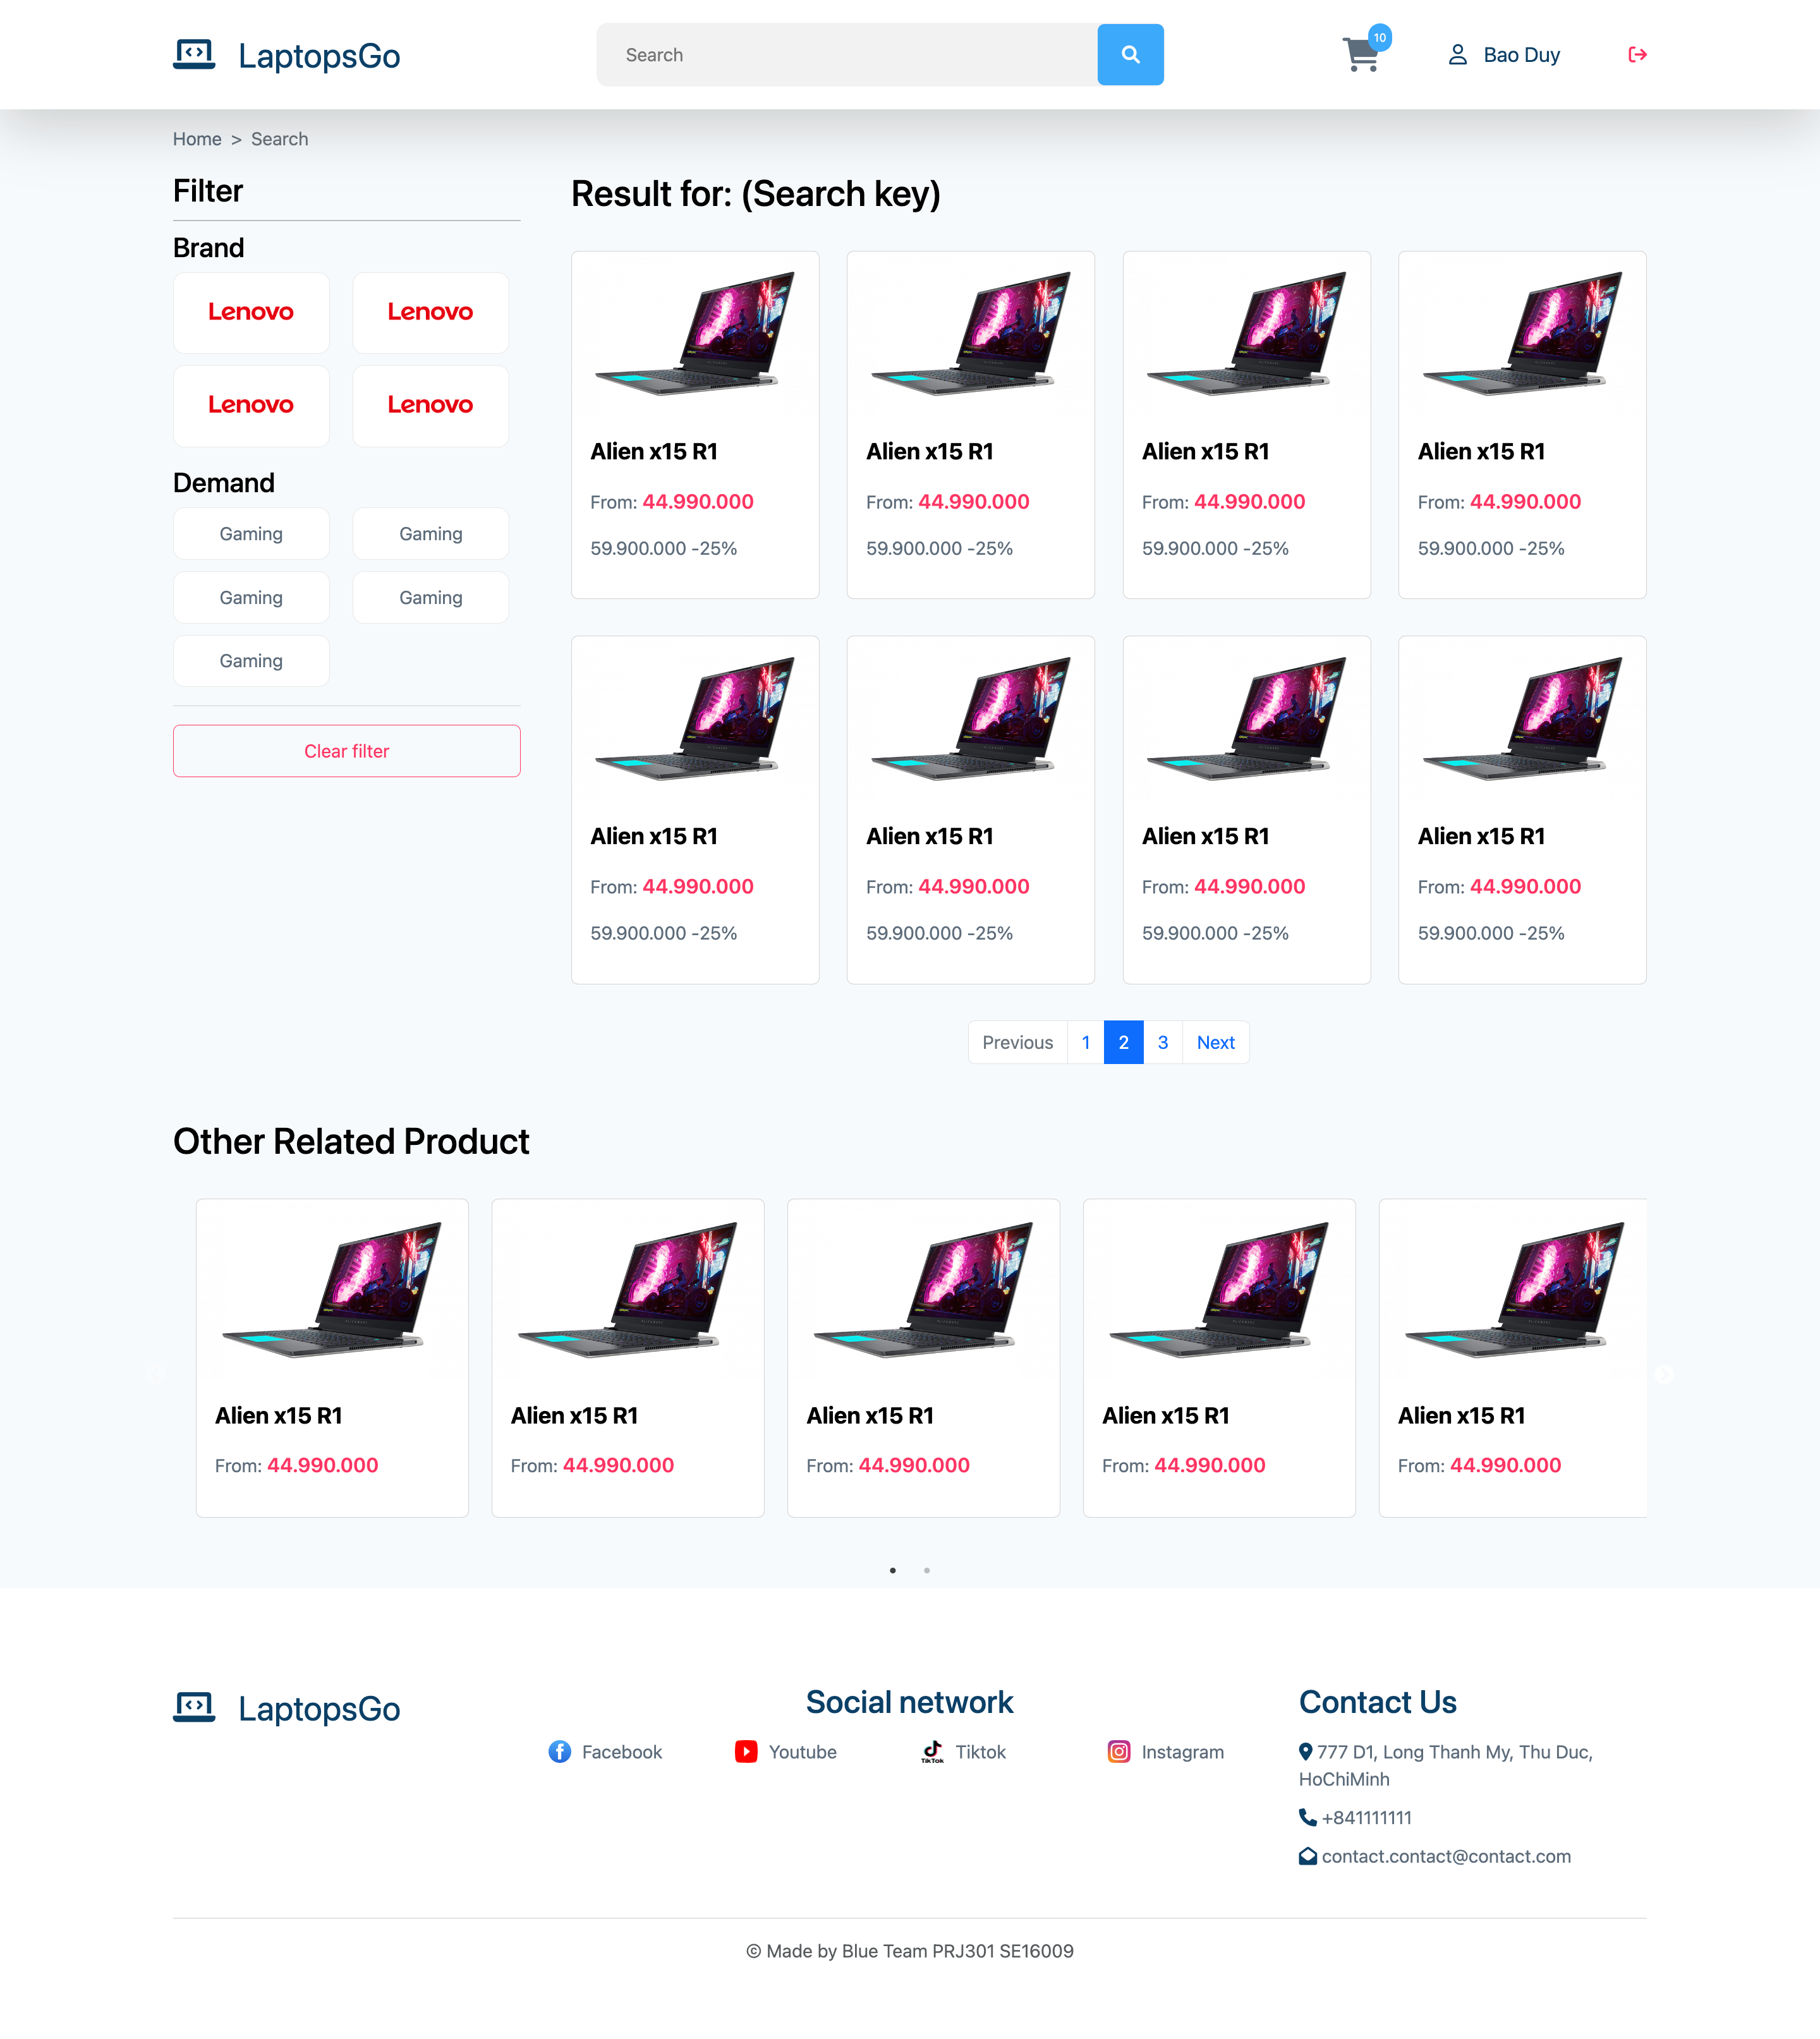 LaptopsGo
Search
10
Bao Duy
Home > Search
Filter
Brand
Lenovo Lenovo
Lenovo Lenovo
Demand
Gaming Gaming
Gaming Gaming
Gaming
Clear filter
Result for: (Search key)
Alien x15 R1 Alien x15 R1 Alien x15 R1 Alien x15 R1
From: 44.990.000 From: 44.990.000 From: 44.990.000 From: 44.990.000
59.900.000 -25% 59.900.000 -25% 59.900.000 -25% 59.900.000 -25%
Alien x15 R1 Alien x15 R1 Alien x15 R1 Alien x15 R1
From: 44.990.000 From: 44.990.000 From: 44.990.000 From: 44.990.000
59.900.000 -25% 59.900.000 -25% 59.900.000 -25% 59.900.000 -25%
Previous 1 2 3 Next
Other Related Product
Alien x15 R1 Alien x15 R1 Alien x15 R1 Alien x15 R1 Alien x15 R1
From: 44.990.000 From: 44.990.000 From: 44.990.000 From: 44.990.000 From: 44.990.000
LaptopsGo
Social network
Facebook Youtube TikTok Tiktok Instagram
Contact Us
777 D1, Long Thanh My, Thu Duc,
HoChiMinh
+841111111
contact.contact@contact.com
© Made by Blue Team PRJ301 SE16009